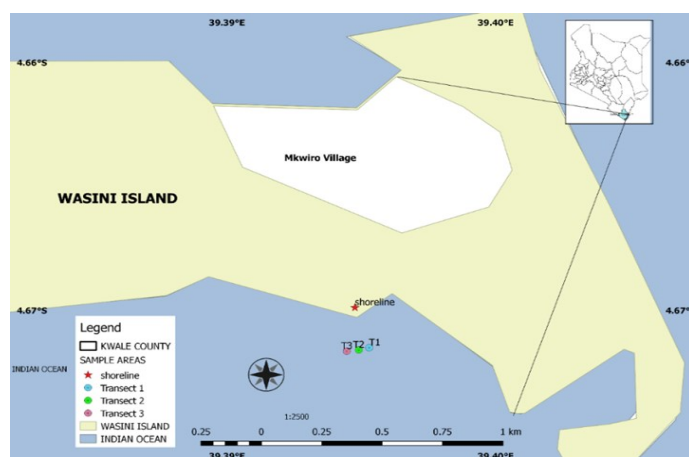 39.39°E
39.40°E
4.66°S
4.66°S
Mkwiro Village
WASINI ISLAND
shoreline
4.67°S
4.67°S
T3
T2
T1
Legend
KWALE COUNTY
SAMPLE AREAS
shoreline
Transect 1
Transect 2
Transect 3
WASINI ISLAND
INDIAN OCEAN
INDIAN OCEAN
1:2500
0.25
0
0.25
0.5
0.75
1 km
39.39°E
39.40°E